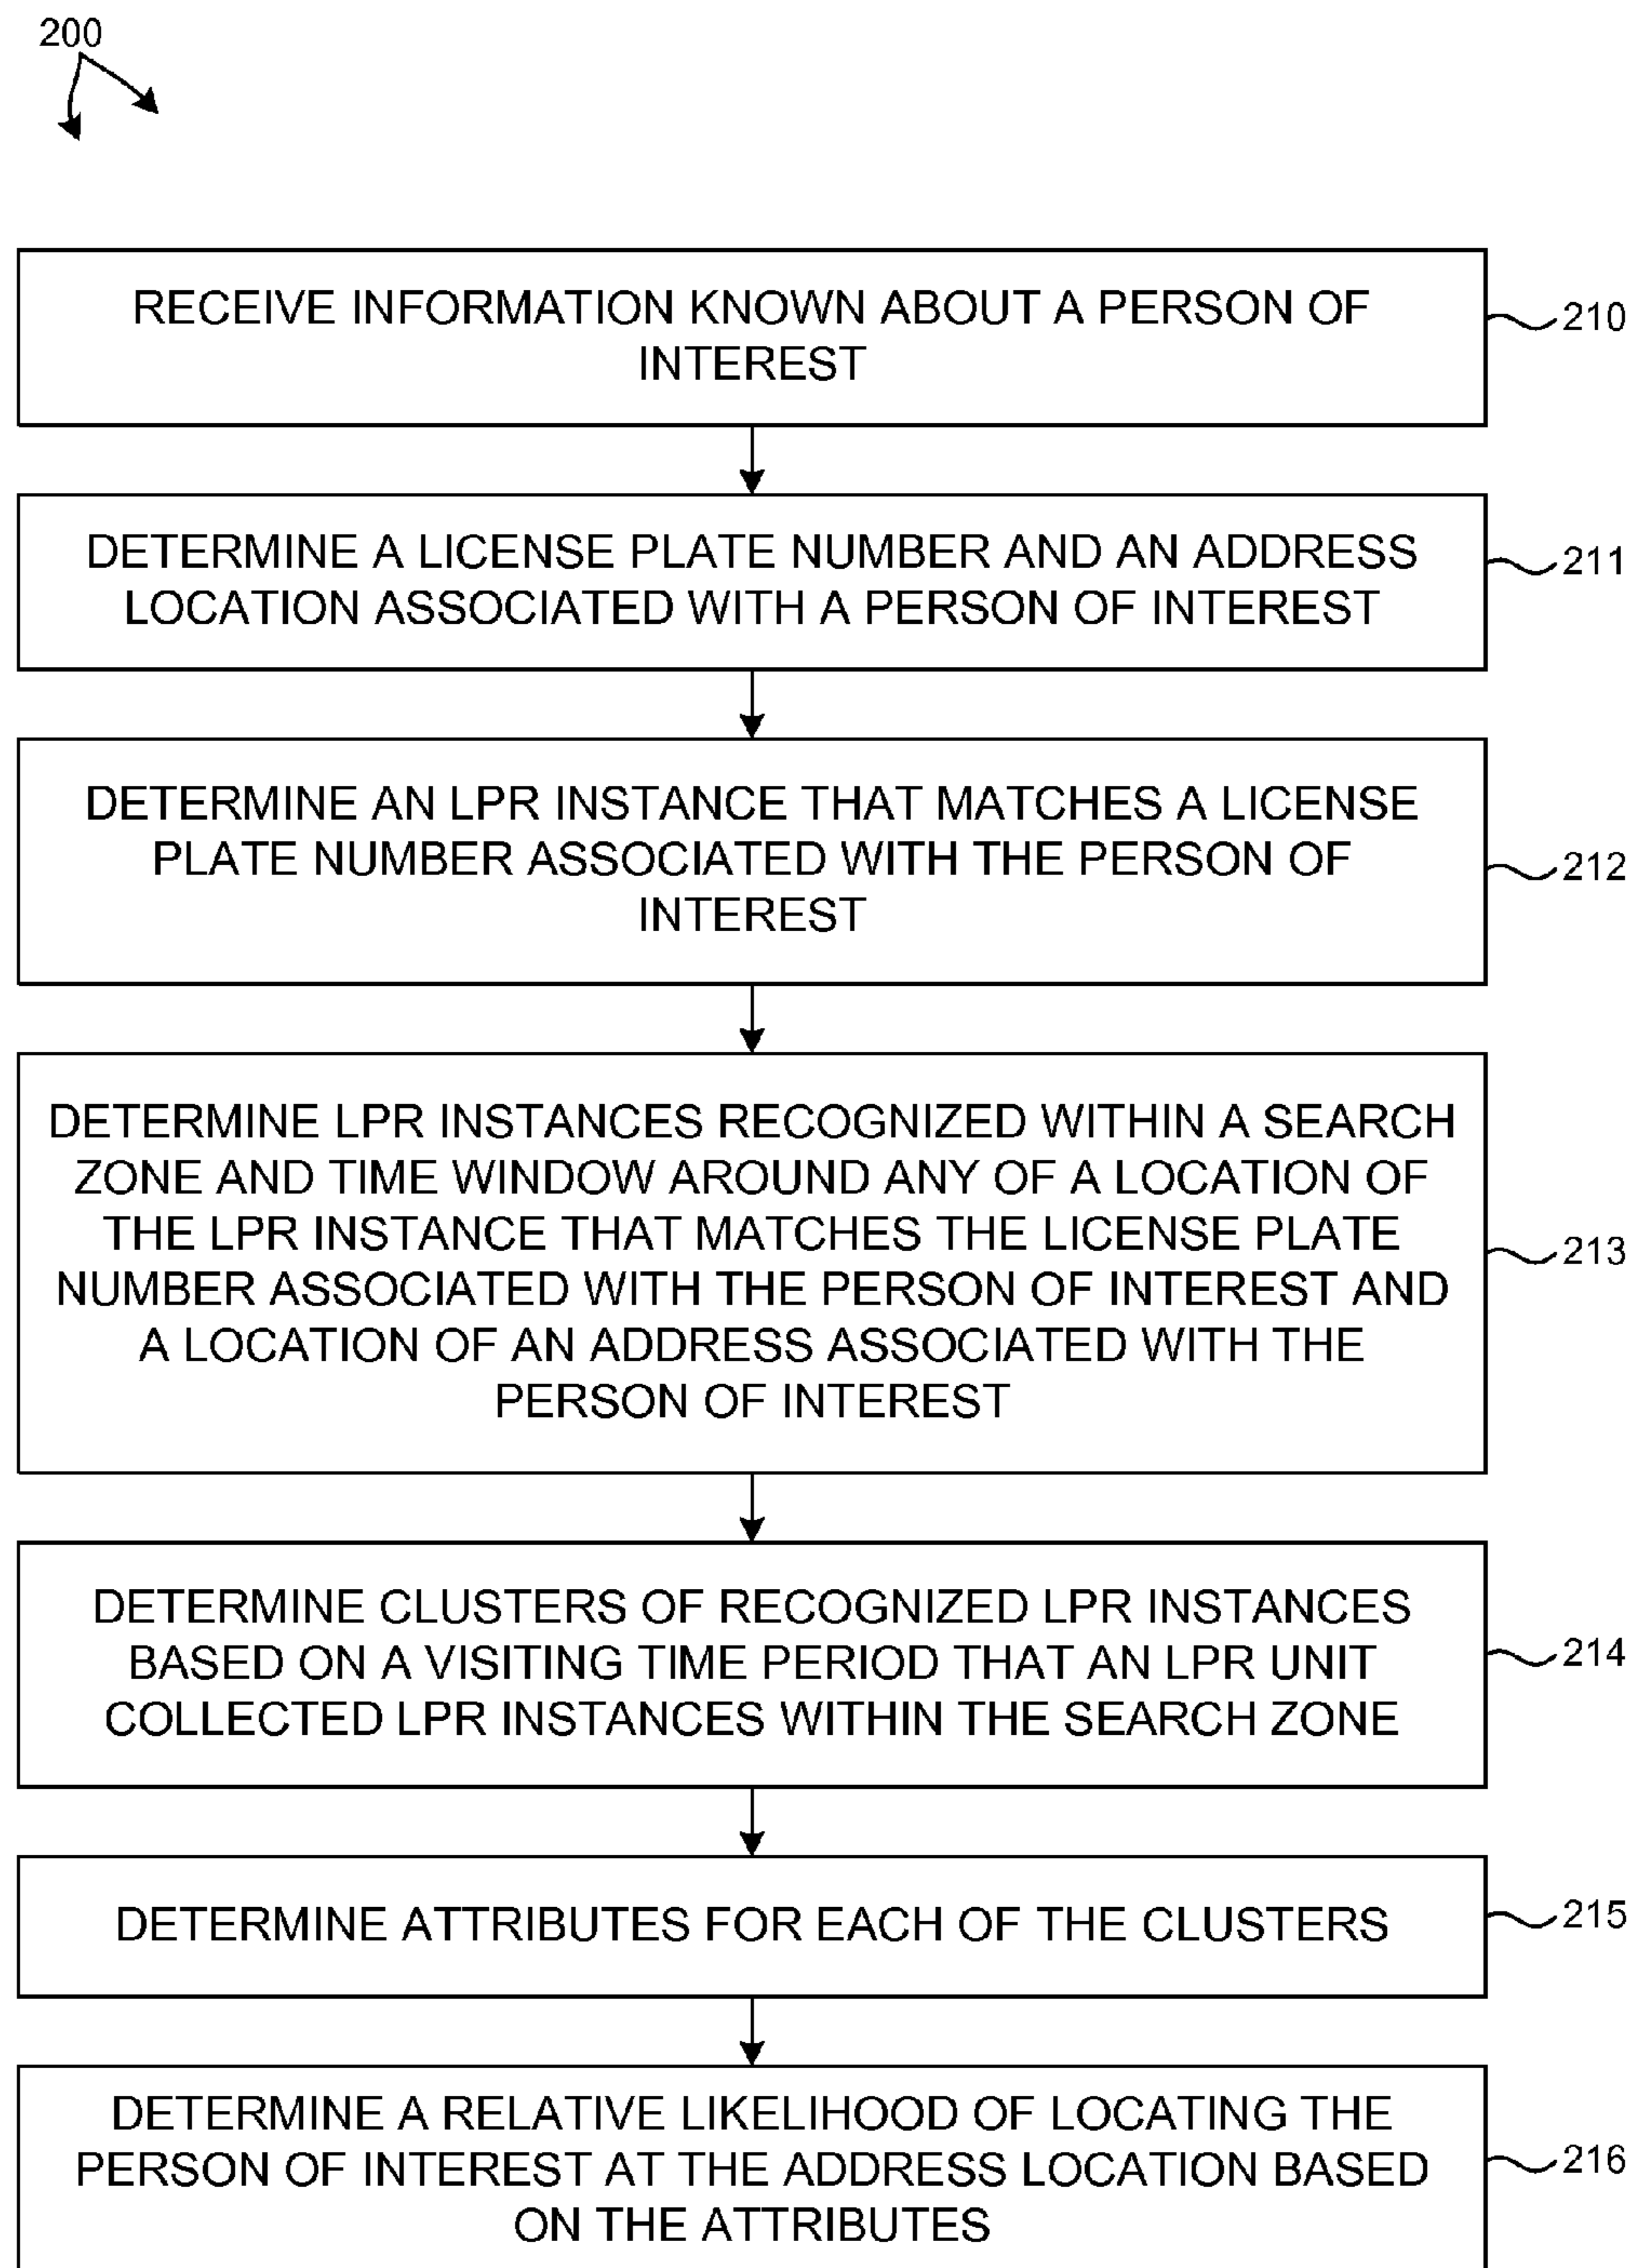 200
RECEIVE INFORMATION KNOWN ABOUT A PERSON OF
INTEREST
210
DETERMINE A LICENSE PLATE NUMBER AND AN ADDRESS
LOCATION ASSOCIATED WITH A PERSON OF INTEREST
211
DETERMINE AN LPR INSTANCE THAT MATCHES A LICENSE
PLATE NUMBER ASSOCIATED WITH THE PERSON OF
INTEREST
212
DETERMINE LPR INSTANCES RECOGNIZED WITHIN A SEARCH
ZONE AND TIME WINDOW AROUND ANY OF A LOCATION OF
THE LPR INSTANCE THAT MATCHES THE LICENSE PLATE
NUMBER ASSOCIATED WITH THE PERSON OF INTEREST AND
A LOCATION OF AN ADDRESS ASSOCIATED WITH THE
PERSON OF INTEREST
213
DETERMINE CLUSTERS OF RECOGNIZED LPR INSTANCES
BASED ON A VISITING TIME PERIOD THAT AN LPR UNIT
COLLECTED LPR INSTANCES WITHIN THE SEARCH ZONE
214
DETERMINE ATTRIBUTES FOR EACH OF THE CLUSTERS
215
DETERMINE A RELATIVE LIKELIHOOD OF LOCATING THE
PERSON OF INTEREST AT THE ADDRESS LOCATION BASED
ON THE ATTRIBUTES
216